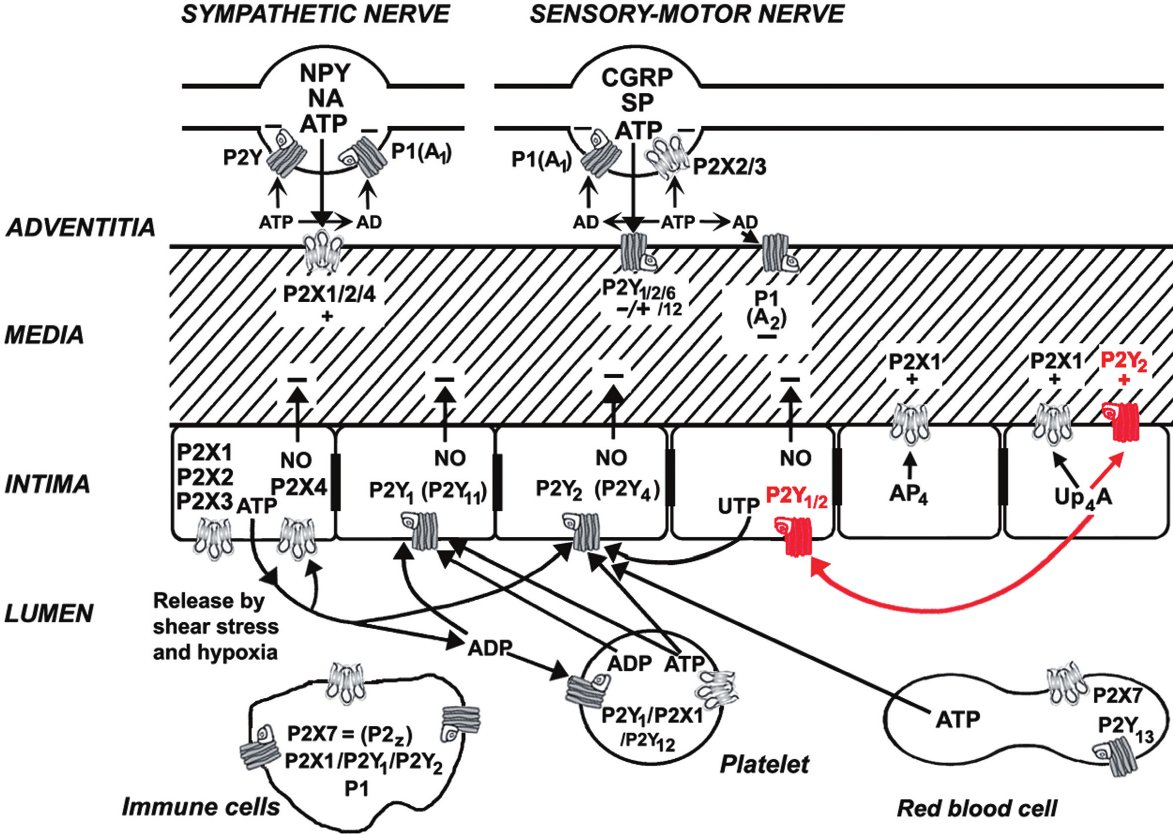 SYMPATHETIC NERVE
SENSORY-MOTOR NERVE
NPY
NA
ATP
–
–
P2Y
P1(A1)
ATP
AD
CGRP
SP
ATP
–
–
P1(A1)
P2X2/3
AD
ATP
AD
ADVENTITIA
P2X1/2/4
+
P2Y1/2/6
–/+ /12
P1
(A2)
–
MEDIA
–
–
–
–
P2X1
+
P2X1
+
P2Y2
+
INTIMA
P2X1
P2X2
P2X3
ATP
NO
P2X4
NO
P2Y1 (P2Y11)
NO
P2Y2 (P2Y4)
NO
UTP
P2Y1/2
AP4
Up4A
LUMEN
Release by
shear stress
and hypoxia
ADP
ADP
ATP
P2Y1/P2X1
/P2Y12
Platelet
P2X7 = (P2z)
P2X1/P2Y1/P2Y2
P1
Immune cells
ATP
P2X7
P2Y13
Red blood cell